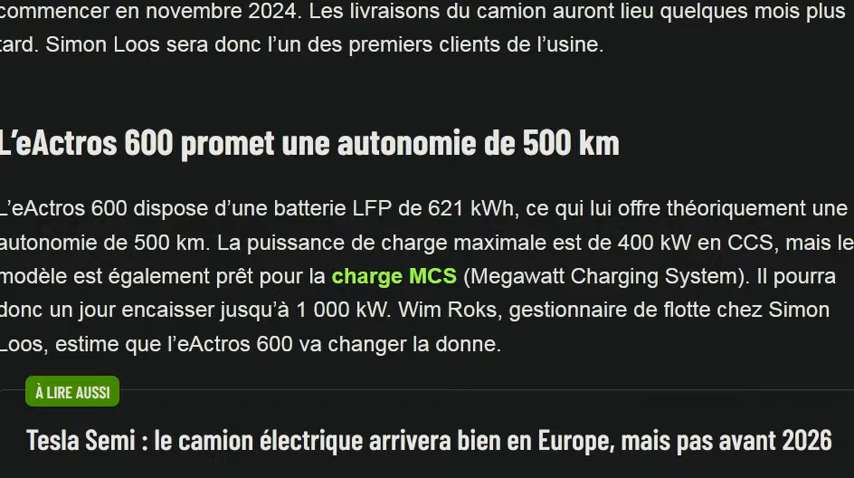 commencer en novembre 2024. Les livraisons du camion auront lieu quelques mois plus
tard. Simon Loos sera donc l’un des premiers clients de l’usine.
L’eActros 600 promet une autonomie de 500 km
L’eActros 600 dispose d’une batterie LFP de 621 kWh, ce qui lui offre théoriquement une
autonomie de 500 km. La puissance de charge maximale est de 400 kW en CCS, mais le
modèle est également prêt pour la charge MCS (Megawatt Charging System). Il pourra
donc un jour encaisser jusqu’à 1 000 kW. Wim Roks, gestionnaire de flotte chez Simon
Loos, estime que l’eActros 600 va changer la donne.
À LIRE AUSSI
Tesla Semi : le camion électrique arrivera bien en Europe, mais pas avant 2026